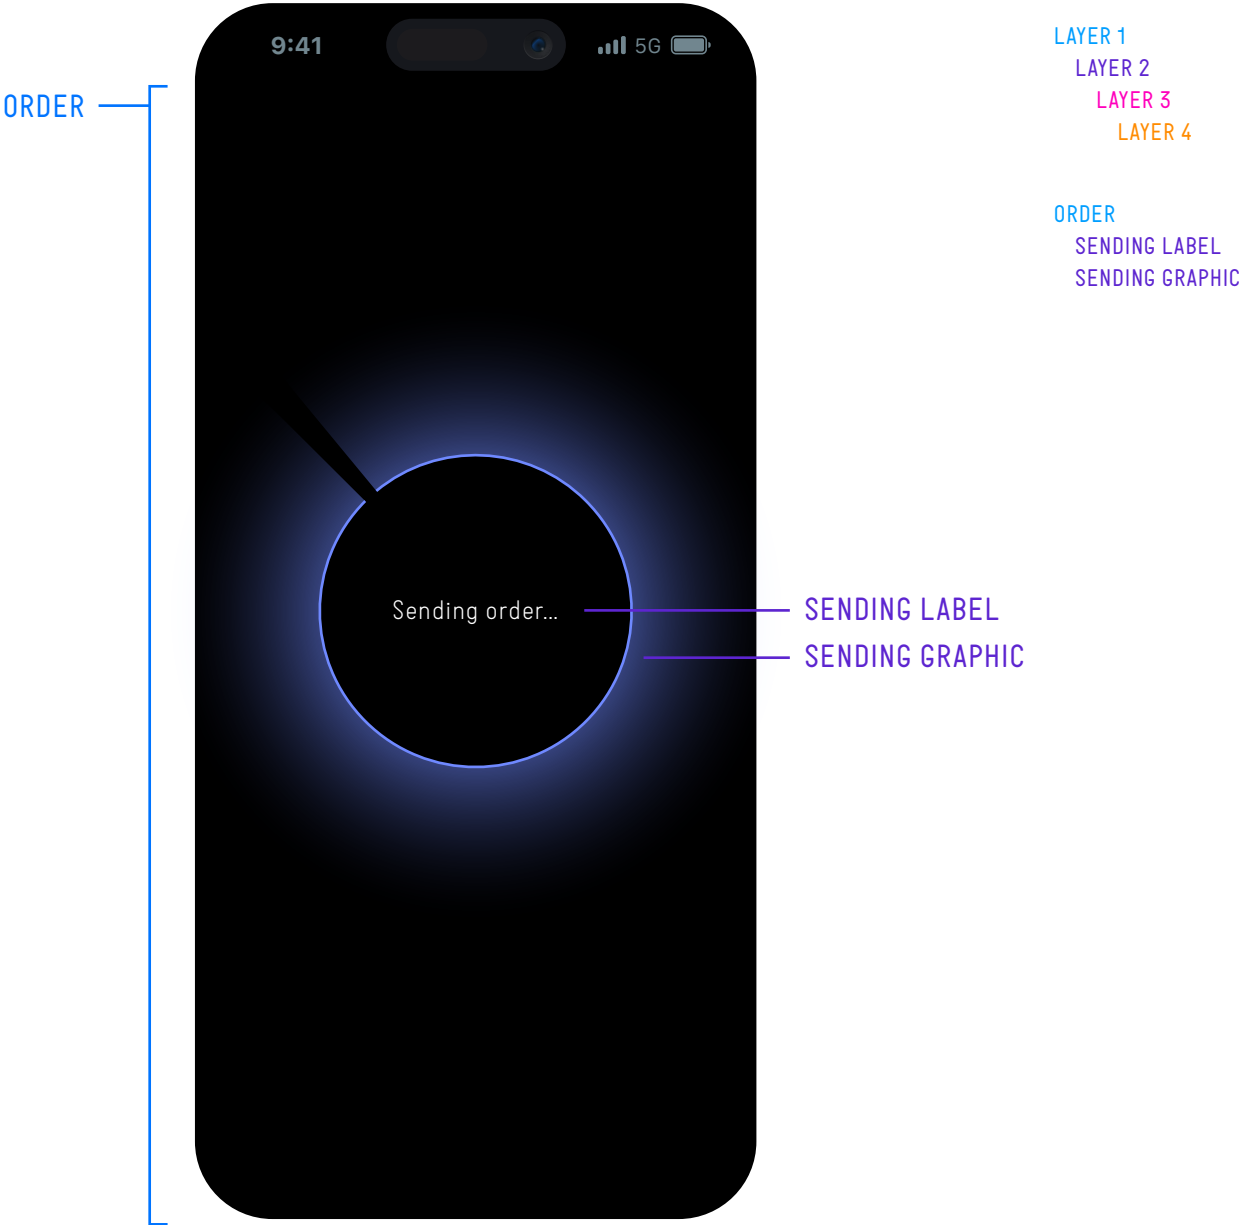 9:41
5G
ORDER
Sending order...
SENDING LABEL
SENDING GRAPHIC
LAYER 1
LAYER 2
LAYER 3
LAYER 4
ORDER
SENDING LABEL
SENDING GRAPHIC